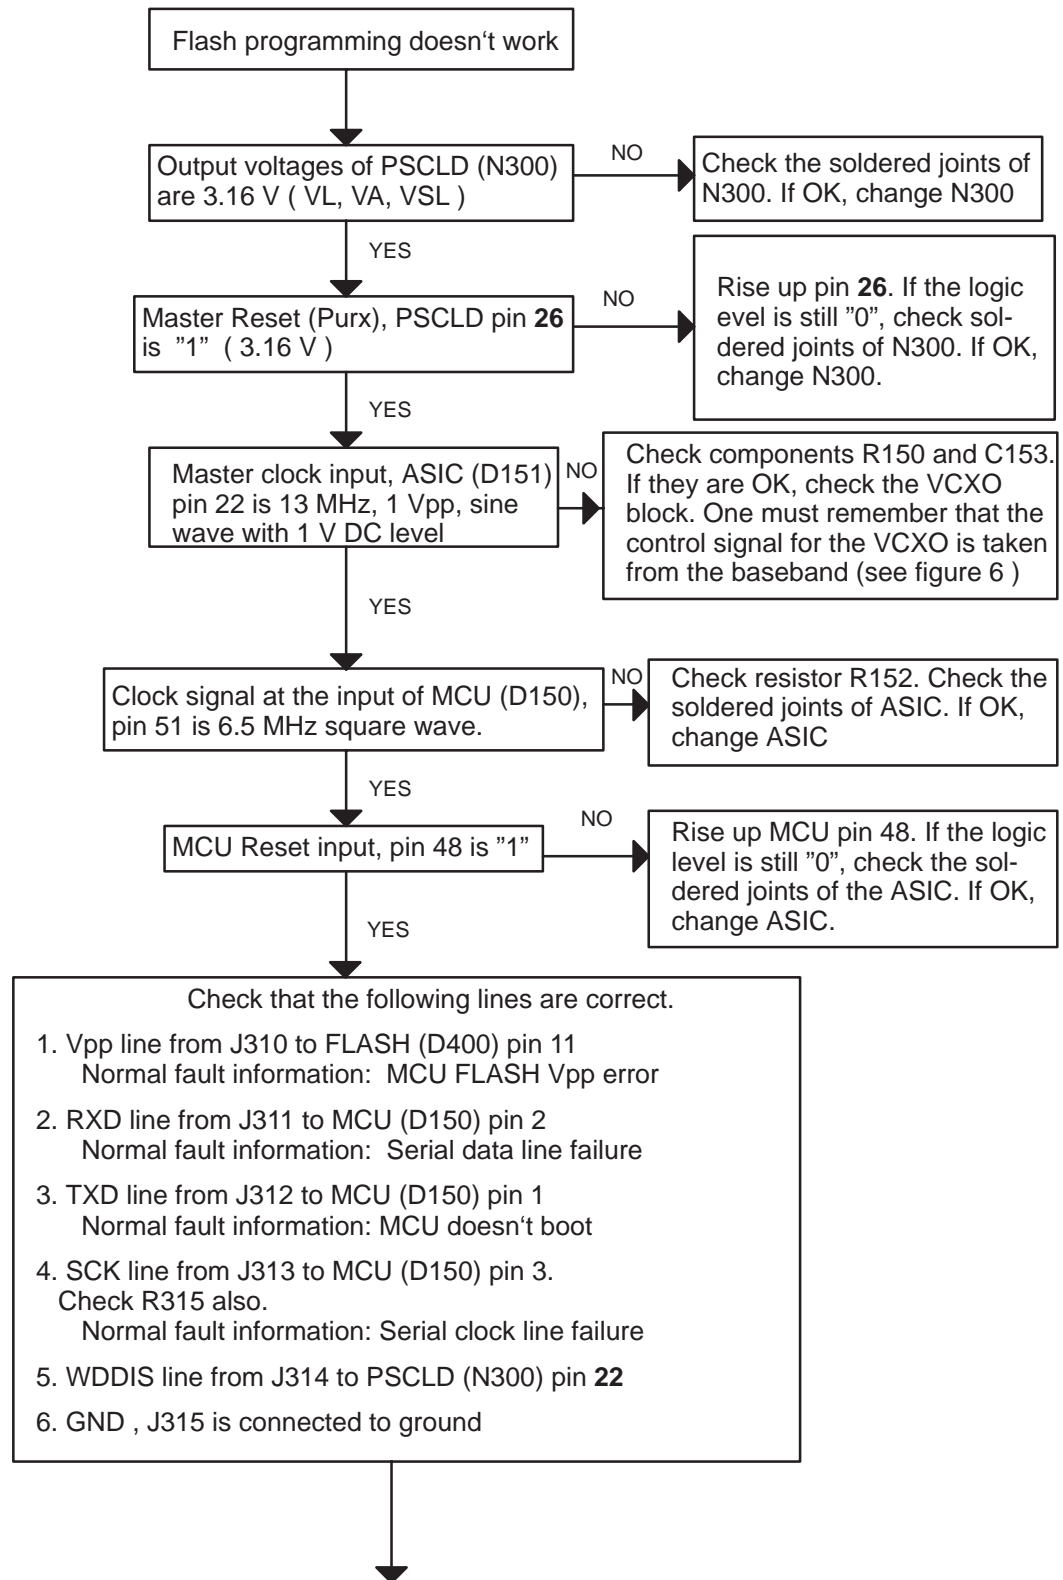 Flash programming doesn‘t work
Output voltages of PSCLD (N300)
are 3.16 V ( VL, VA, VSL )
NO
Check the soldered joints of
N300. If OK, change N300
YES
Master Reset (Purx), PSCLD pin 26
is ”1” ( 3.16 V )
NO
Rise up pin 26. If the logic
evel is still ”0”, check sol-
dered joints of N300. If OK,
change N300.
YES
Master clock input, ASIC (D151)
pin 22 is 13 MHz, 1 Vpp, sine
wave with 1 V DC level
NO
Check components R150 and C153.
If they are OK, check the VCXO
block. One must remember that the
control signal for the VCXO is taken
from the baseband (see figure 6 )
YES
Clock signal at the input of MCU (D150),
pin 51 is 6.5 MHz square wave.
NO
Check resistor R152. Check the
soldered joints of ASIC. If OK,
change ASIC
YES
MCU Reset input, pin 48 is ”1”
NO
Rise up MCU pin 48. If the logic
level is still ”0”, check the sol-
dered joints of the ASIC. If OK,
change ASIC.
YES
Check that the following lines are correct.
1. Vpp line from J310 to FLASH (D400) pin 11
Normal fault information: MCU FLASH Vpp error
2. RXD line from J311 to MCU (D150) pin 2
Normal fault information: Serial data line failure
3. TXD line from J312 to MCU (D150) pin 1
Normal fault information: MCU doesn‘t boot
4. SCK line from J313 to MCU (D150) pin 3.
Check R315 also.
Normal fault information: Serial clock line failure
5. WDDIS line from J314 to PSCLD (N300) pin 22
6. GND , J315 is connected to ground